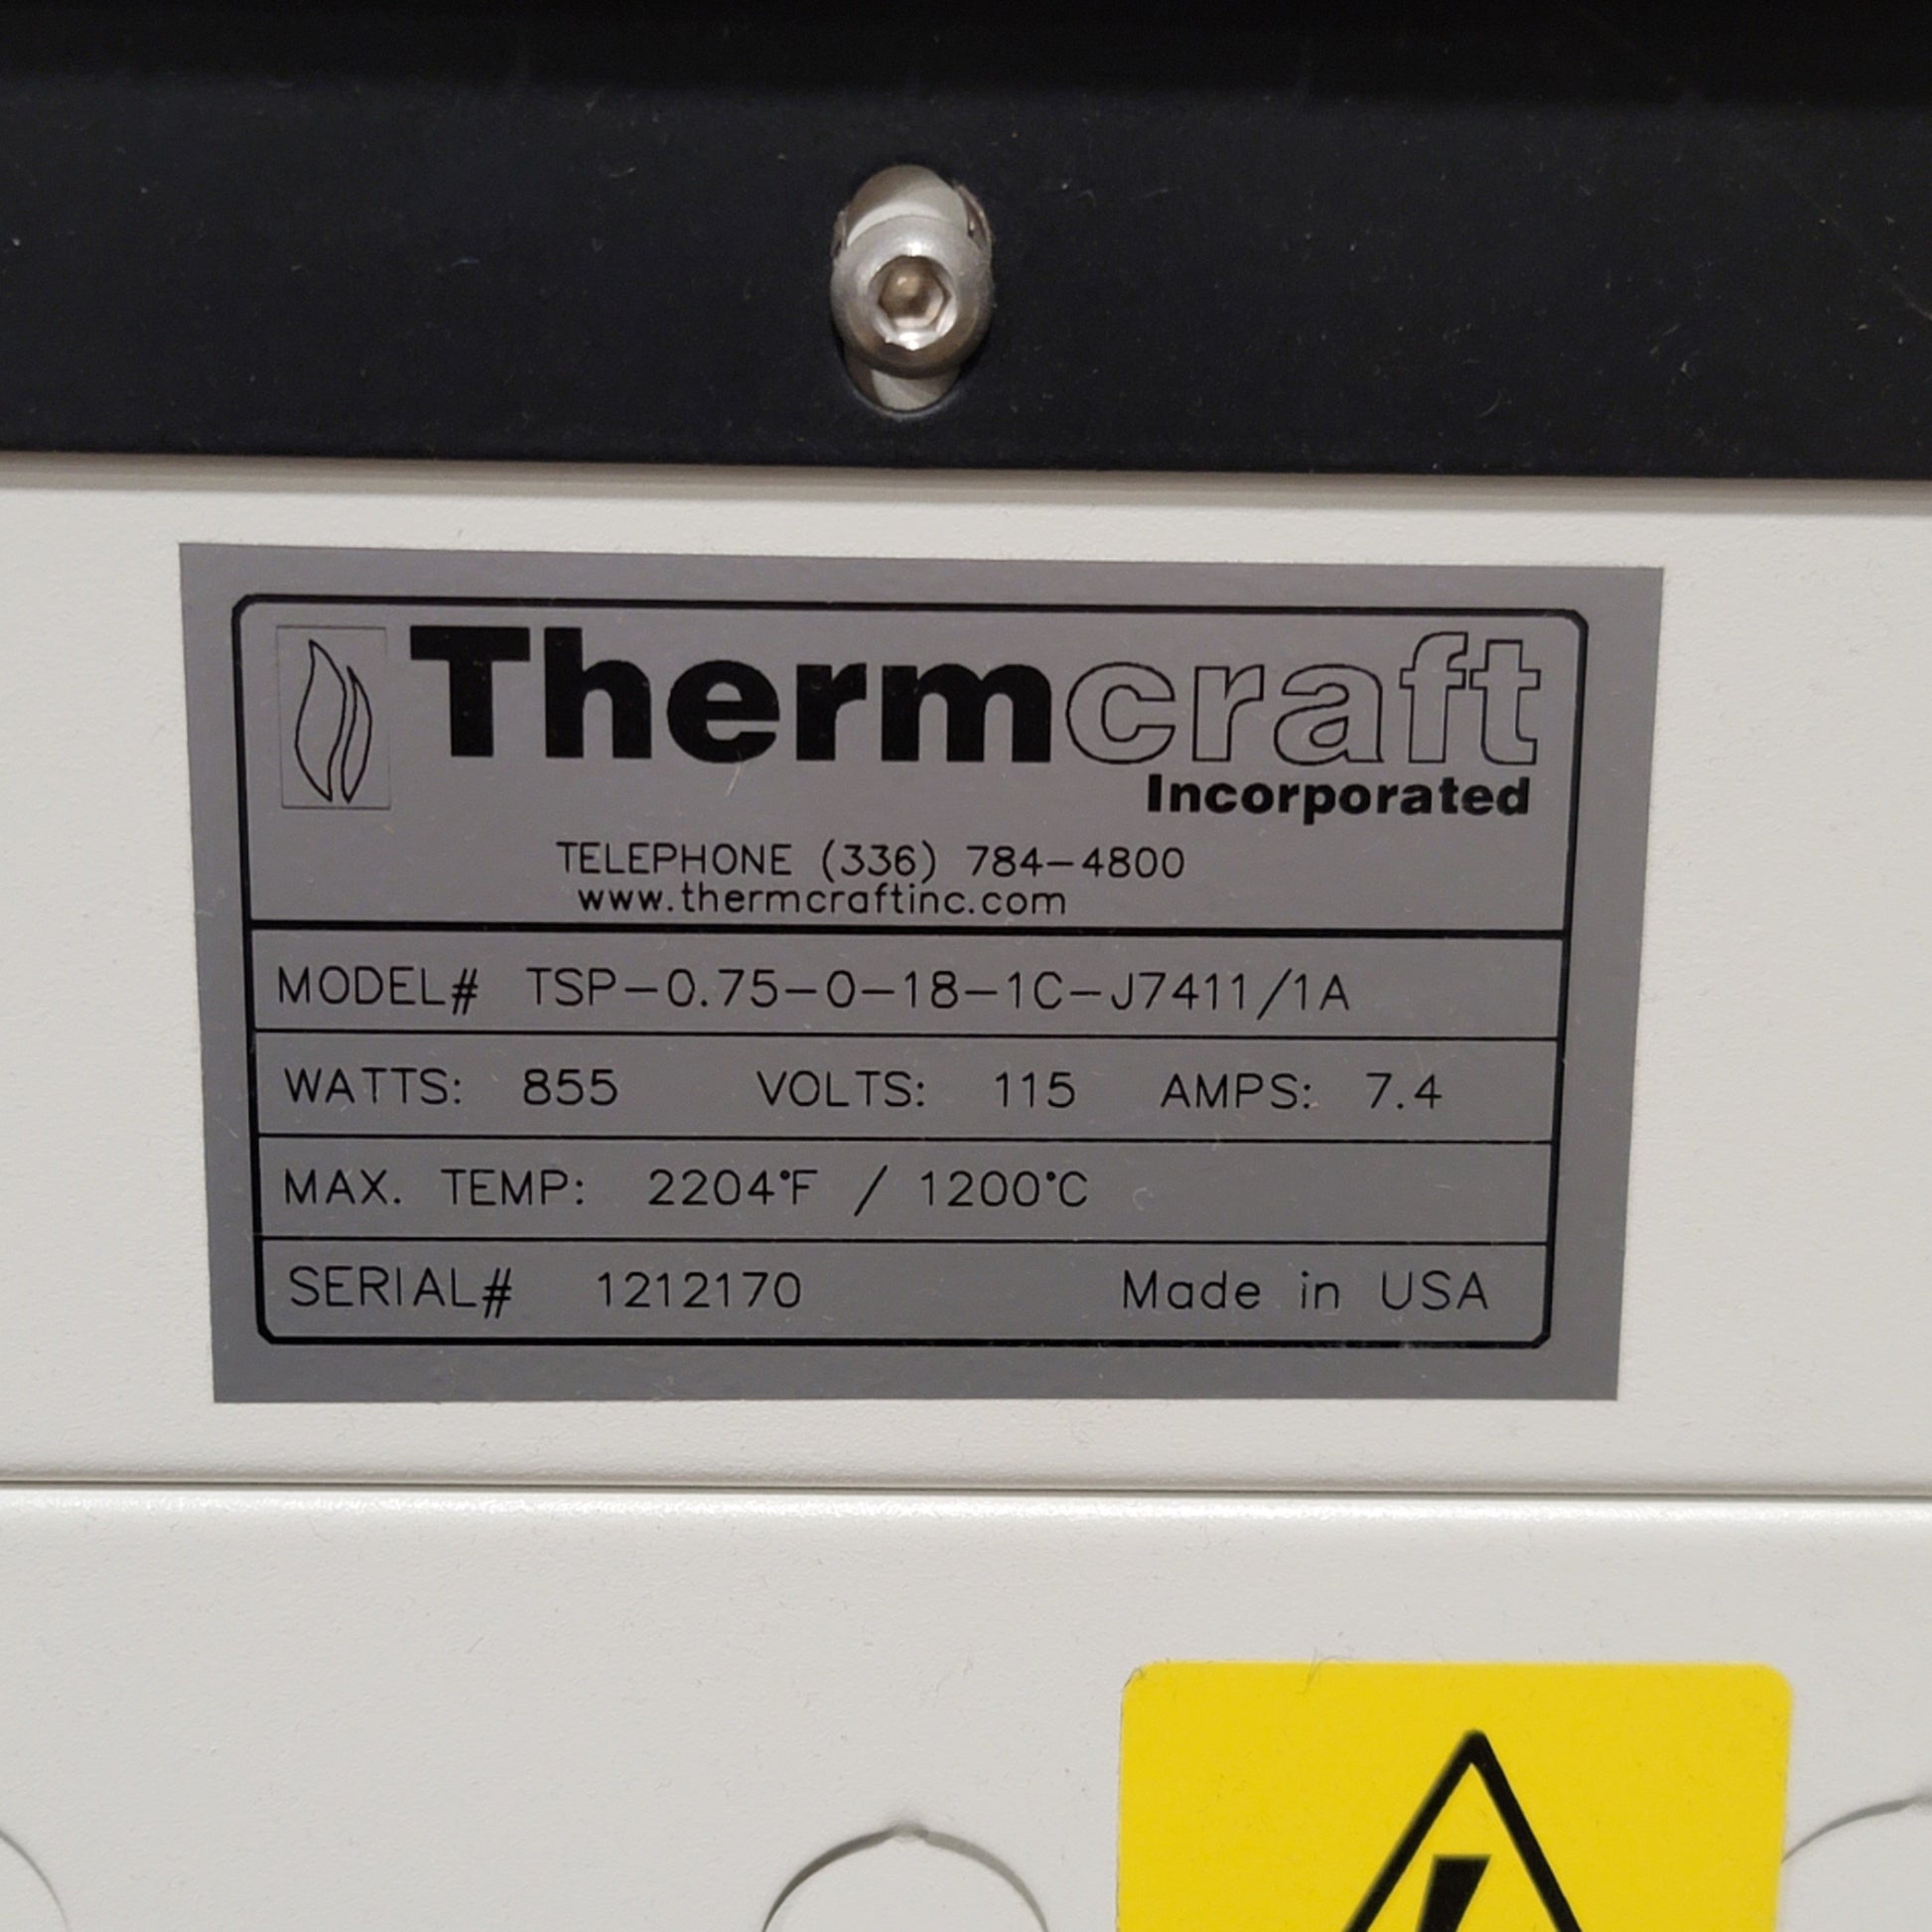 Thermcraft
Incorporated
TELEPHONE (336) 784-4800
www.thermcraftinc.com
MODEL# TSP-0.75-0-18-1C-J7411/1A
WATTS: 855 VOLTS: 115 AMPS: 7.4
MAX. TEMP: 2204°F / 1200°C
SERIAL# 1212170 Made in USA